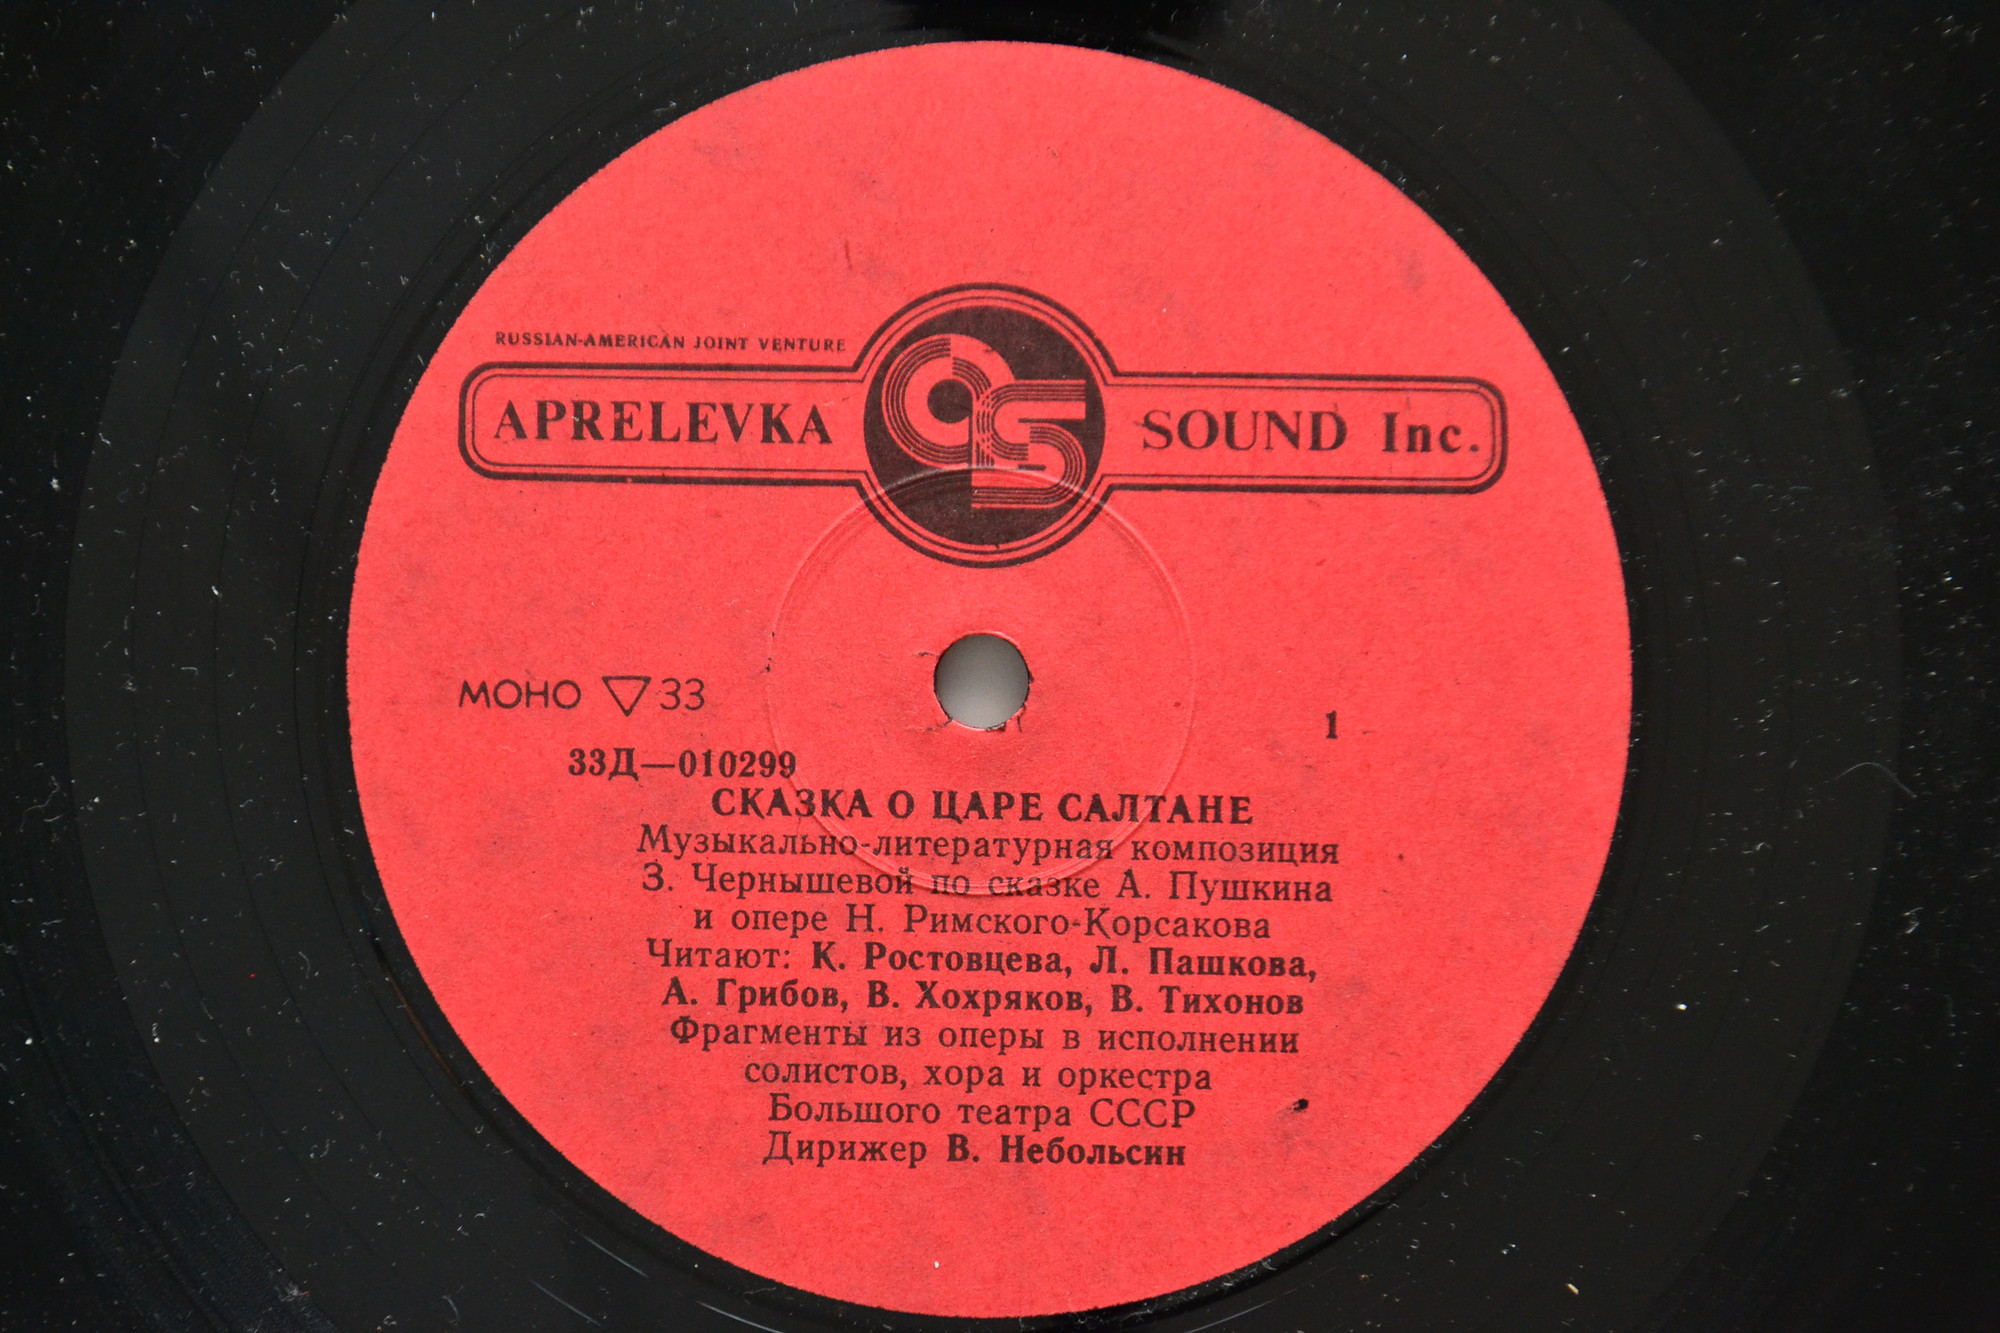 RUSSIAN-AMERICAN JOINT VENTURE
APRELEVKA SOUND Inc.
МОНО ▽ 33
1
33Д—010299
СКАЗКА О ЦАРЕ САЛТАНЕ
Музыкально-литературная композиция
З. Чернышевой по сказке А. Пушкина
и опере Н. Римского-Корсакова
Читают: К. Ростовцева, Л. Пашкова,
А. Грибов, В. Хохряков, В. Тихонов
Фрагменты из оперы в исполнении
солистов, хора и оркестра
Большого театра СССР
Дирижер В. Небольсин